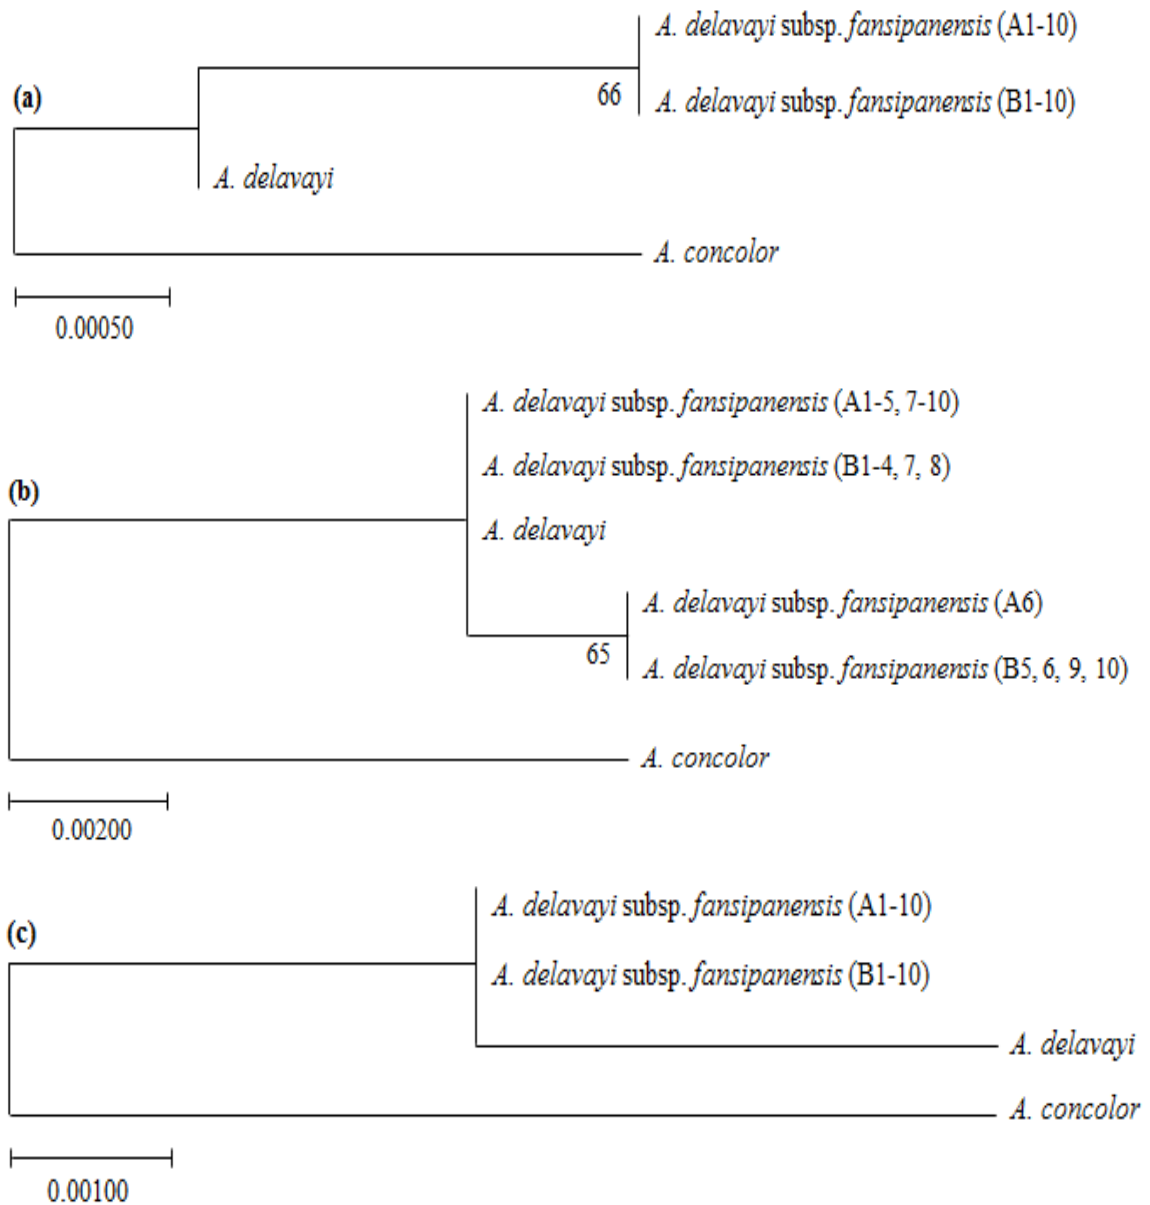 A. delavayi subsp. fansipanensis (A1-10)
(a)
66
A. delavayi subsp. fansipanensis (B1-10)
A. delavayi
A. concolor
0.00050
A. delavayi subsp. fansipanensis (A1-5, 7-10)
A. delavayi subsp. fansipanensis (B1-4, 7, 8)
(b)
A. delavayi
A. delavayi subsp. fansipanensis (A6)
65
A. delavayi subsp. fansipanensis (B5, 6, 9, 10)
A. concolor
0.00200
A. delavayi subsp. fansipanensis (A1-10)
(c)
A. delavayi subsp. fansipanensis (B1-10)
A. delavayi
A. concolor
0.00100